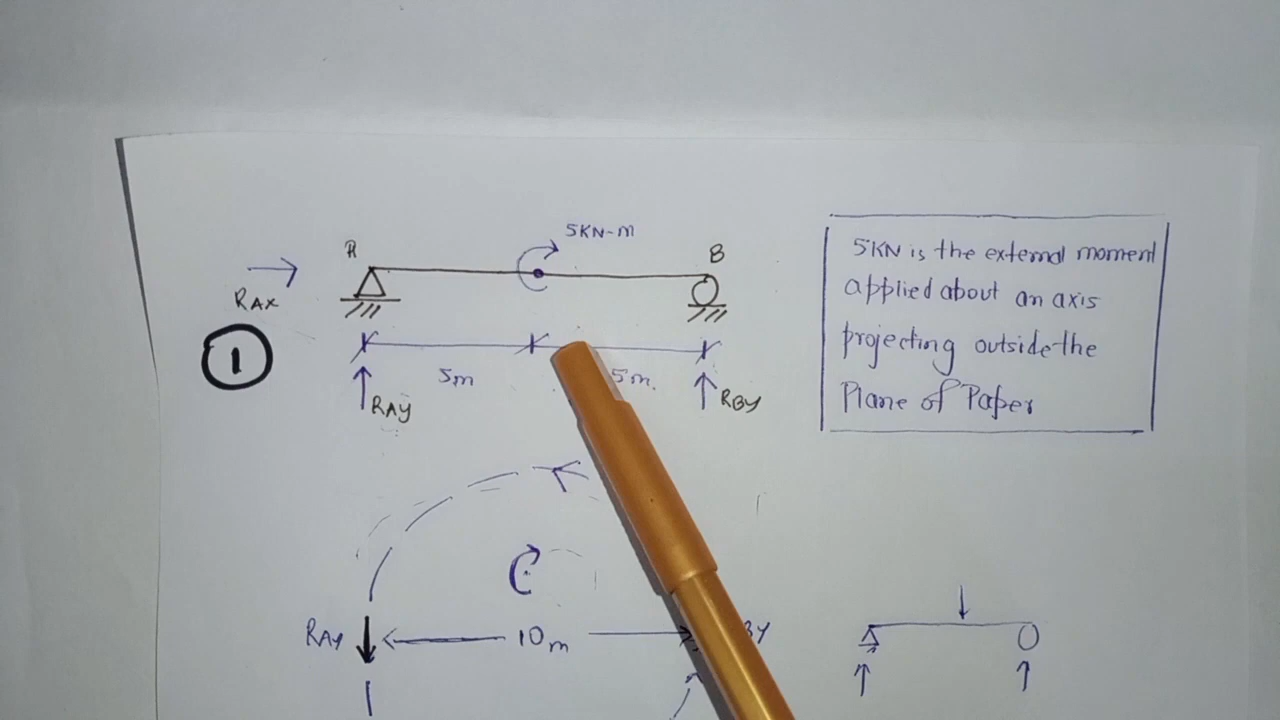 5KN-m
A
B
RAX
1
5m
5m.
RAY
RBY
5KN is the external moment
applied about an axis
projecting outside the
Plane of Paper
RAY
10m
BY